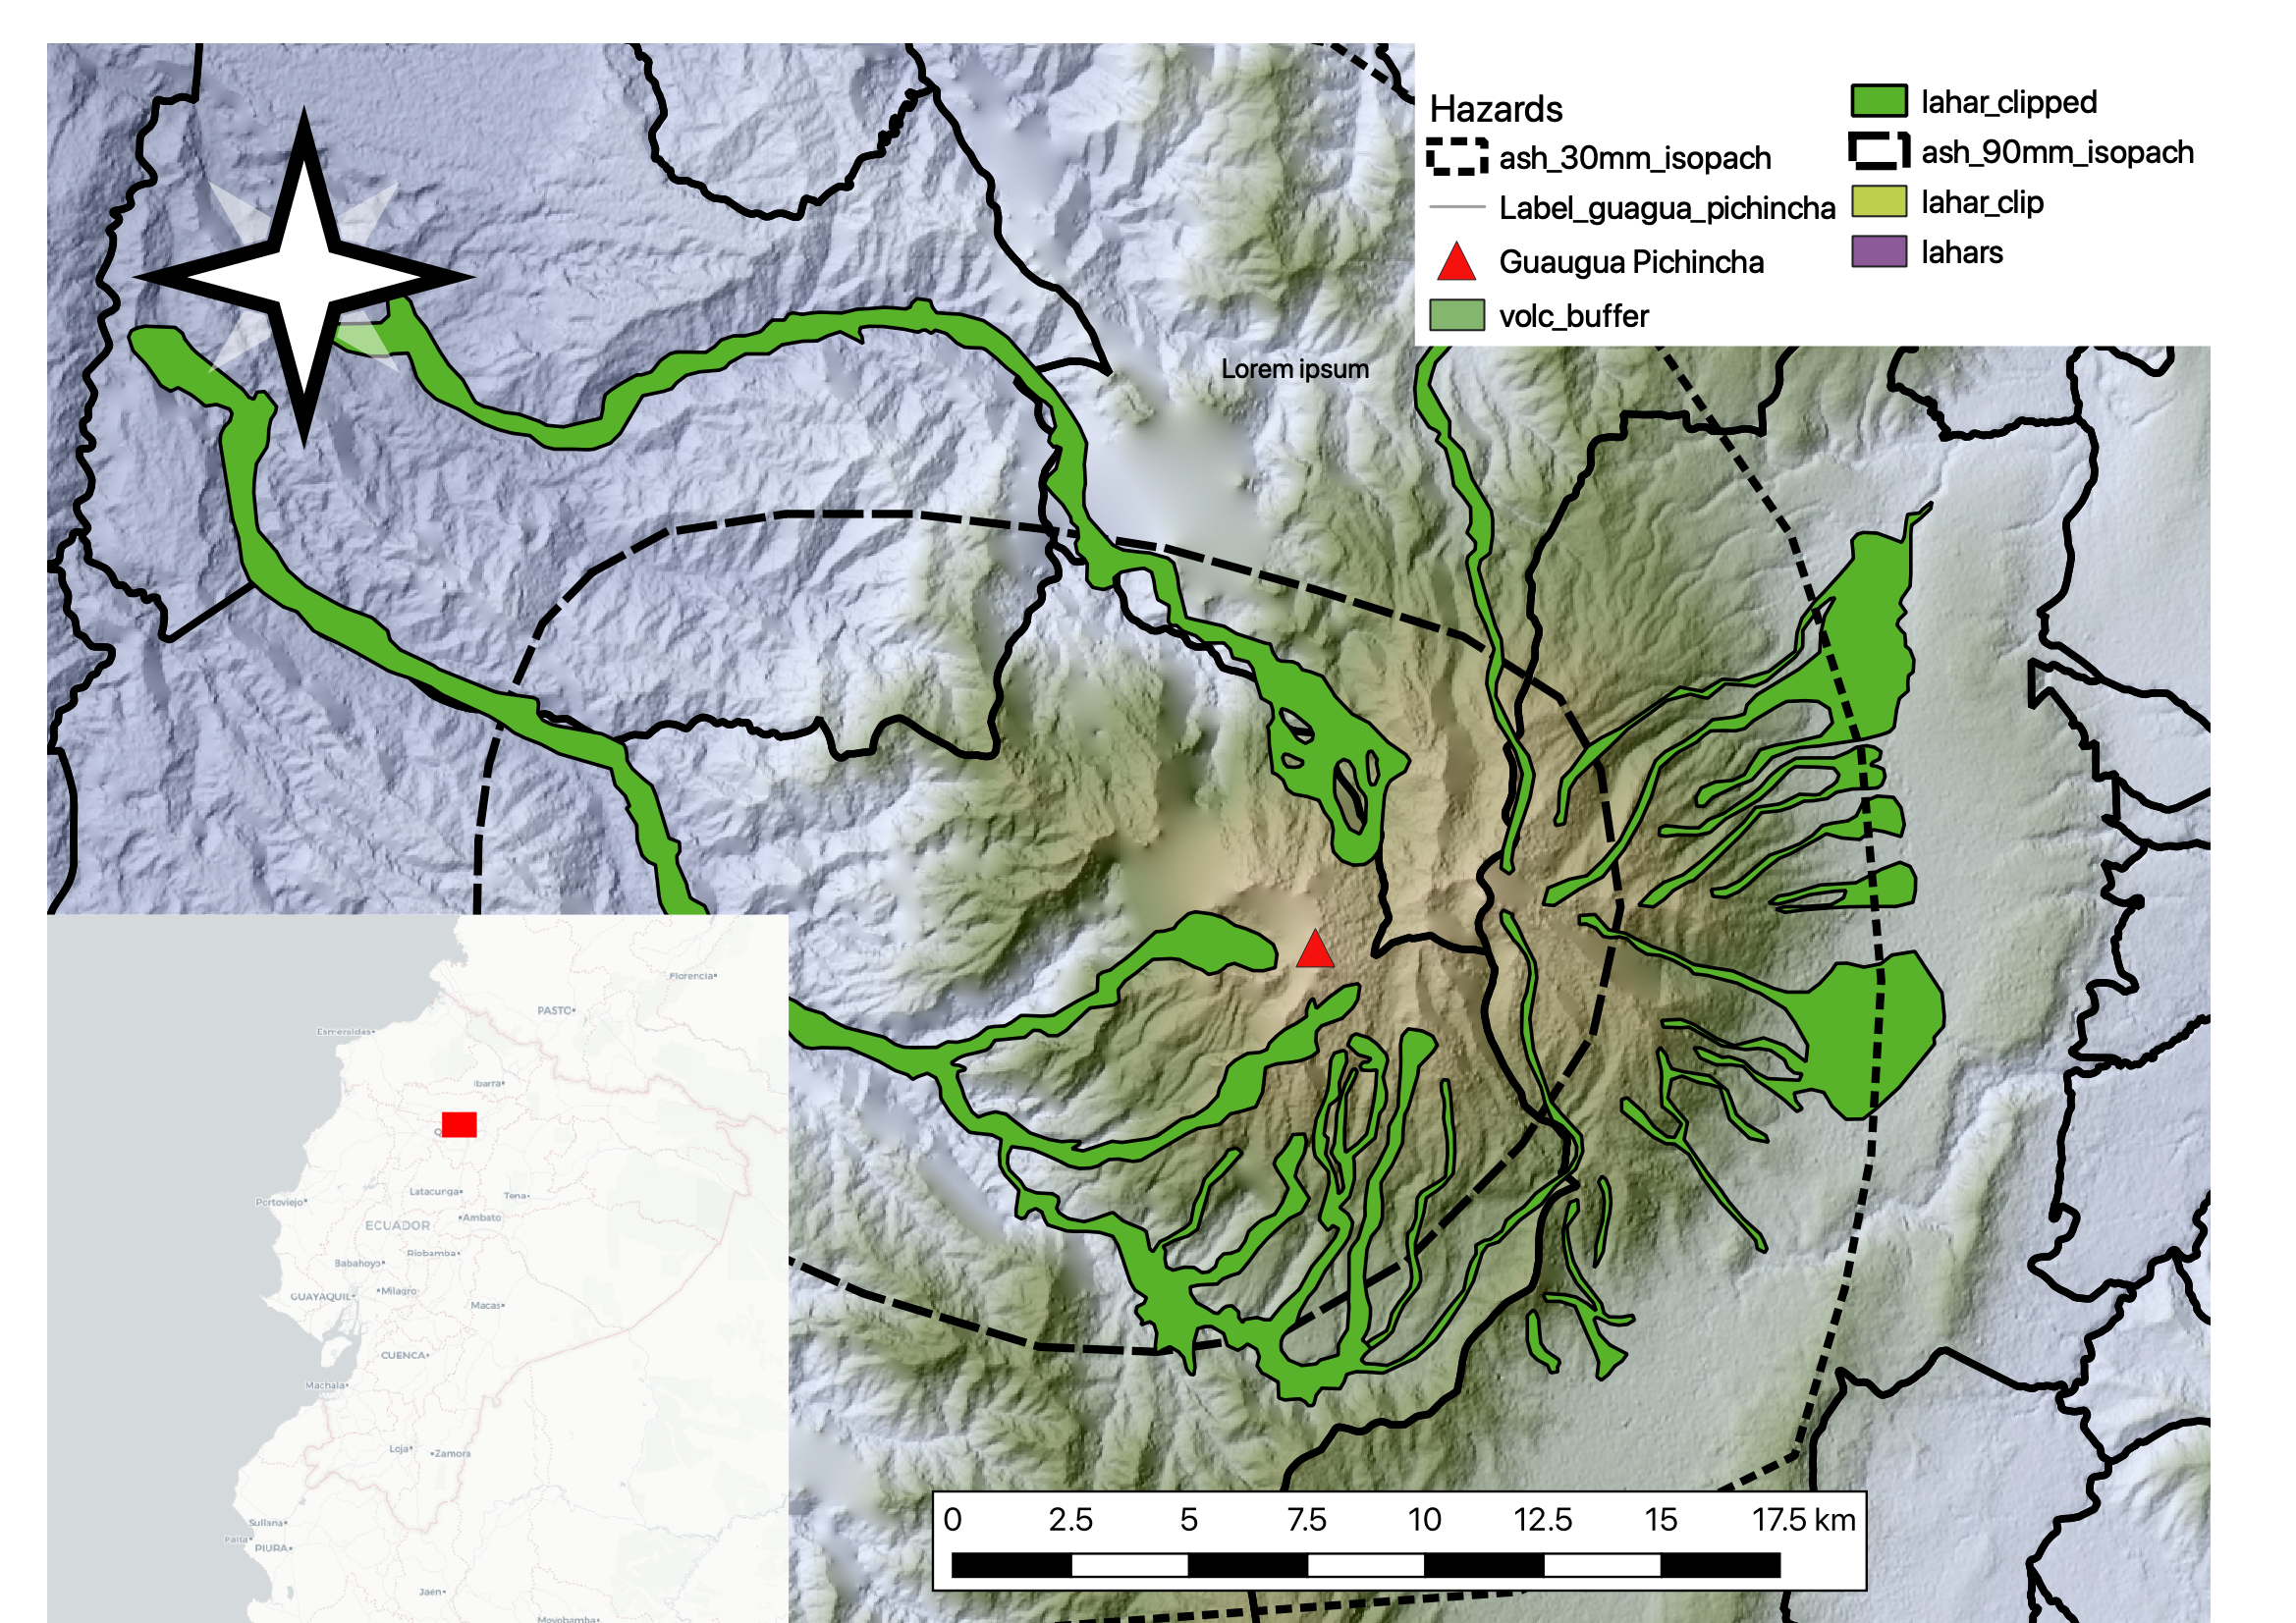 Hazards
ash_30mm_isopach
Label_guagua_pichincha
Guaugua Pichincha
volc_buffer
lahar_clipped
ash_90mm_isopach
lahar_clip
lahars
Lorem ipsum
Florencia
PASTO
Esmeraldas
Ibarra
Q
Portoviejo
Latacunga
Tena
ECUADOR
Ambato
Riobamba
Babahoyo
GUAYAQUIL
Milagro
Macas
CUENCA
Machala
Loja
Zamora
Sullana
Paita
PIURA
Jaen
Moyobamba
0 2.5 5 7.5 10 12.5 15 17.5 km